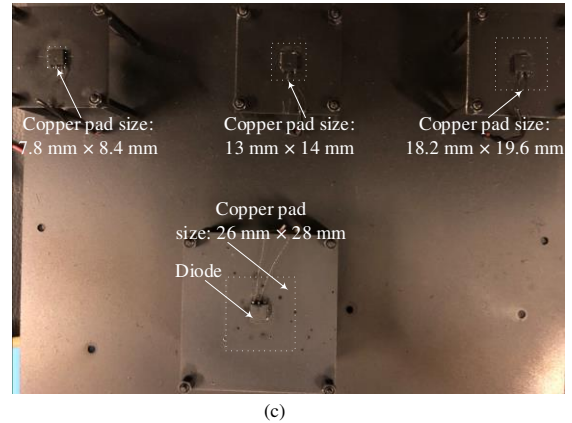 Copper pad size:
7.8 mm × 8.4 mm
Copper pad size:
13 mm × 14 mm
Copper pad size:
18.2 mm × 19.6 mm
Copper pad
size: 26 mm × 28 mm
Diode
(c)